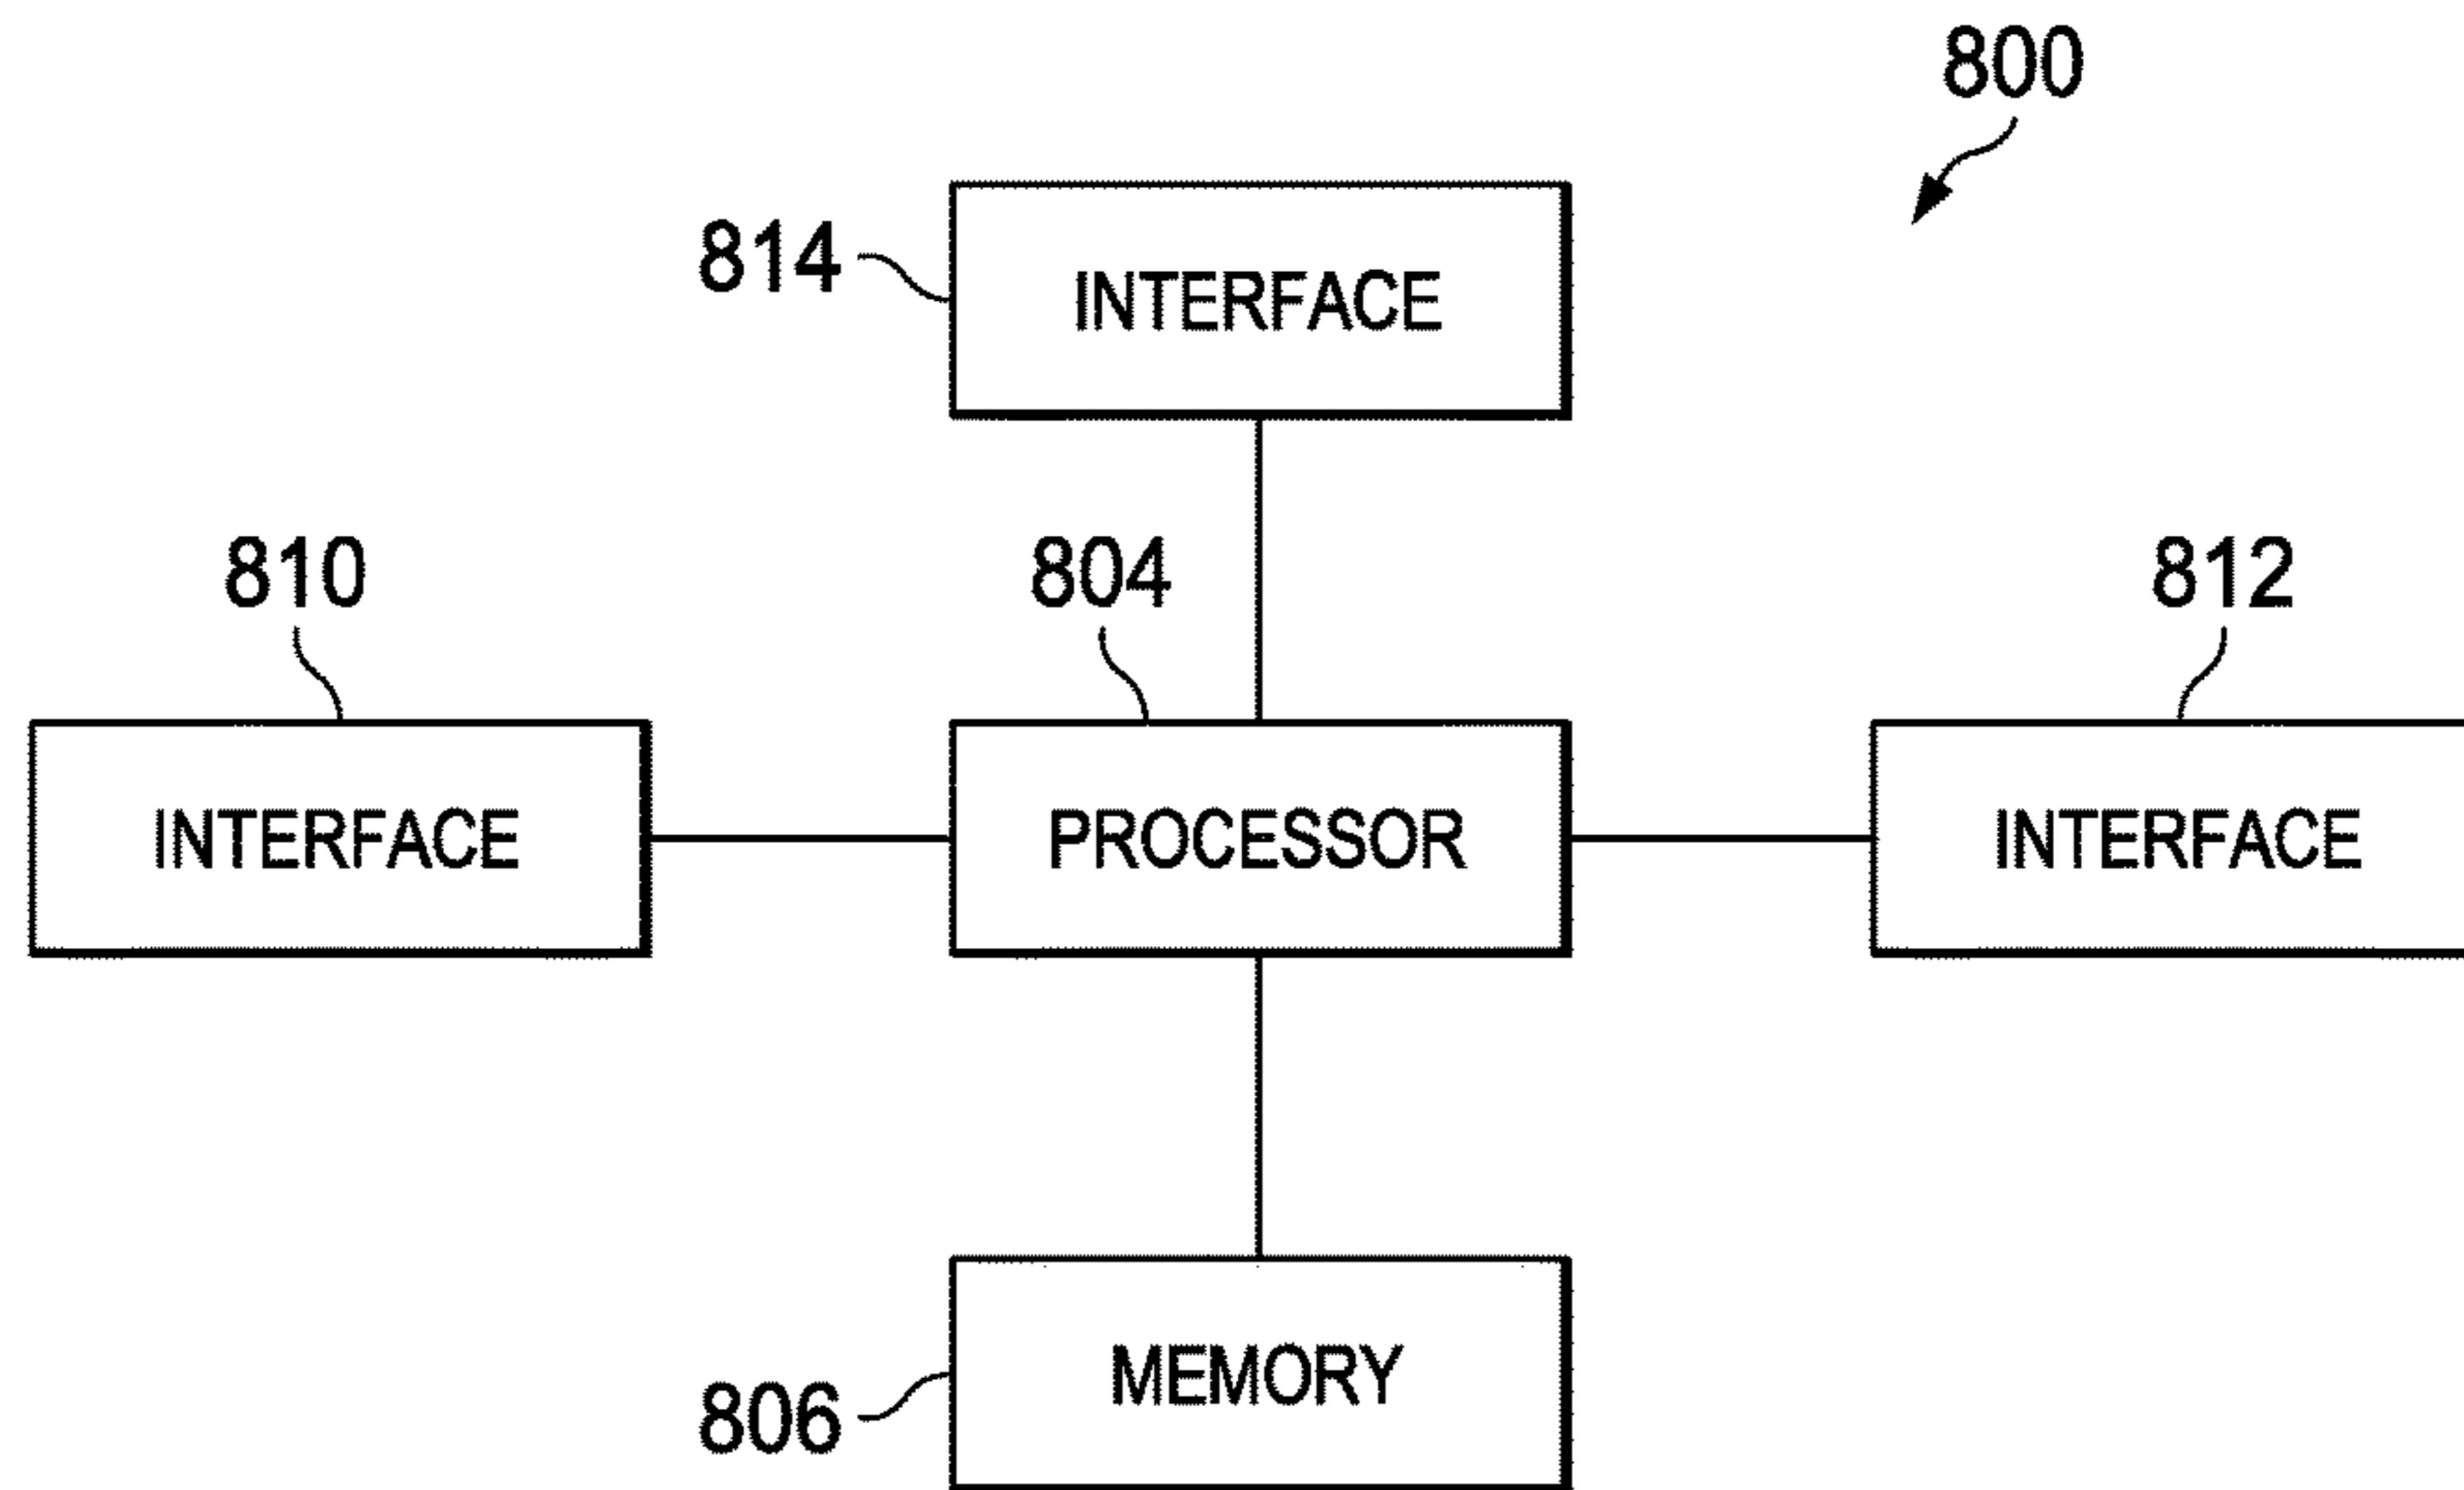 800
814
INTERFACE
810
804
812
INTERFACE
PROCESSOR
INTERFACE
MEMORY
806